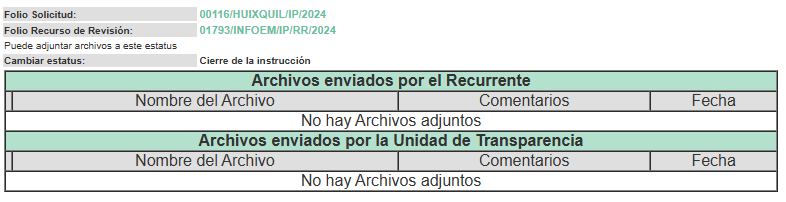 Folio Solicitud: 00116/HUIXQUIL/IP/2024
Folio Recurso de Revisión: 01793/INFOEM/IP/RR/2024
Puede adjuntar archivos a este estatus
Cambiar estatus: Cierre de la instrucción
Archivos enviados por el Recurrente
Nombre del Archivo Comentarios Fecha
No hay Archivos adjuntos
Archivos enviados por la Unidad de Transparencia
Nombre del Archivo Comentarios Fecha
No hay Archivos adjuntos